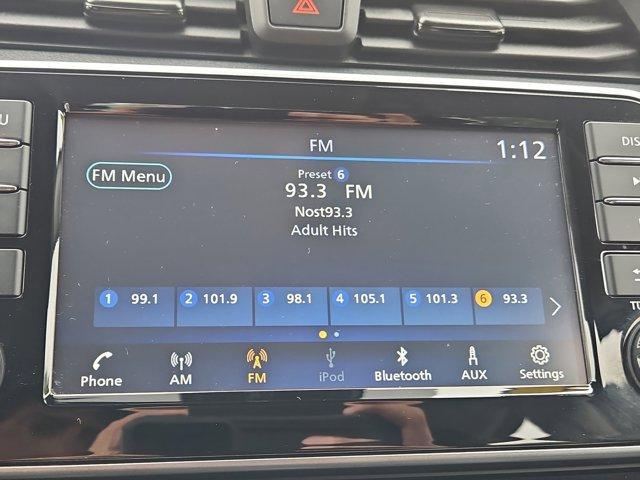 FM
1:12
FM Menu
Preset 6
93.3 FM
Nost93.3
Adult Hits
1 99.1 2 101.9 3 98.1 4 105.1 5 101.3 6 93.3
Phone AM FM iPod Bluetooth AUX Settings